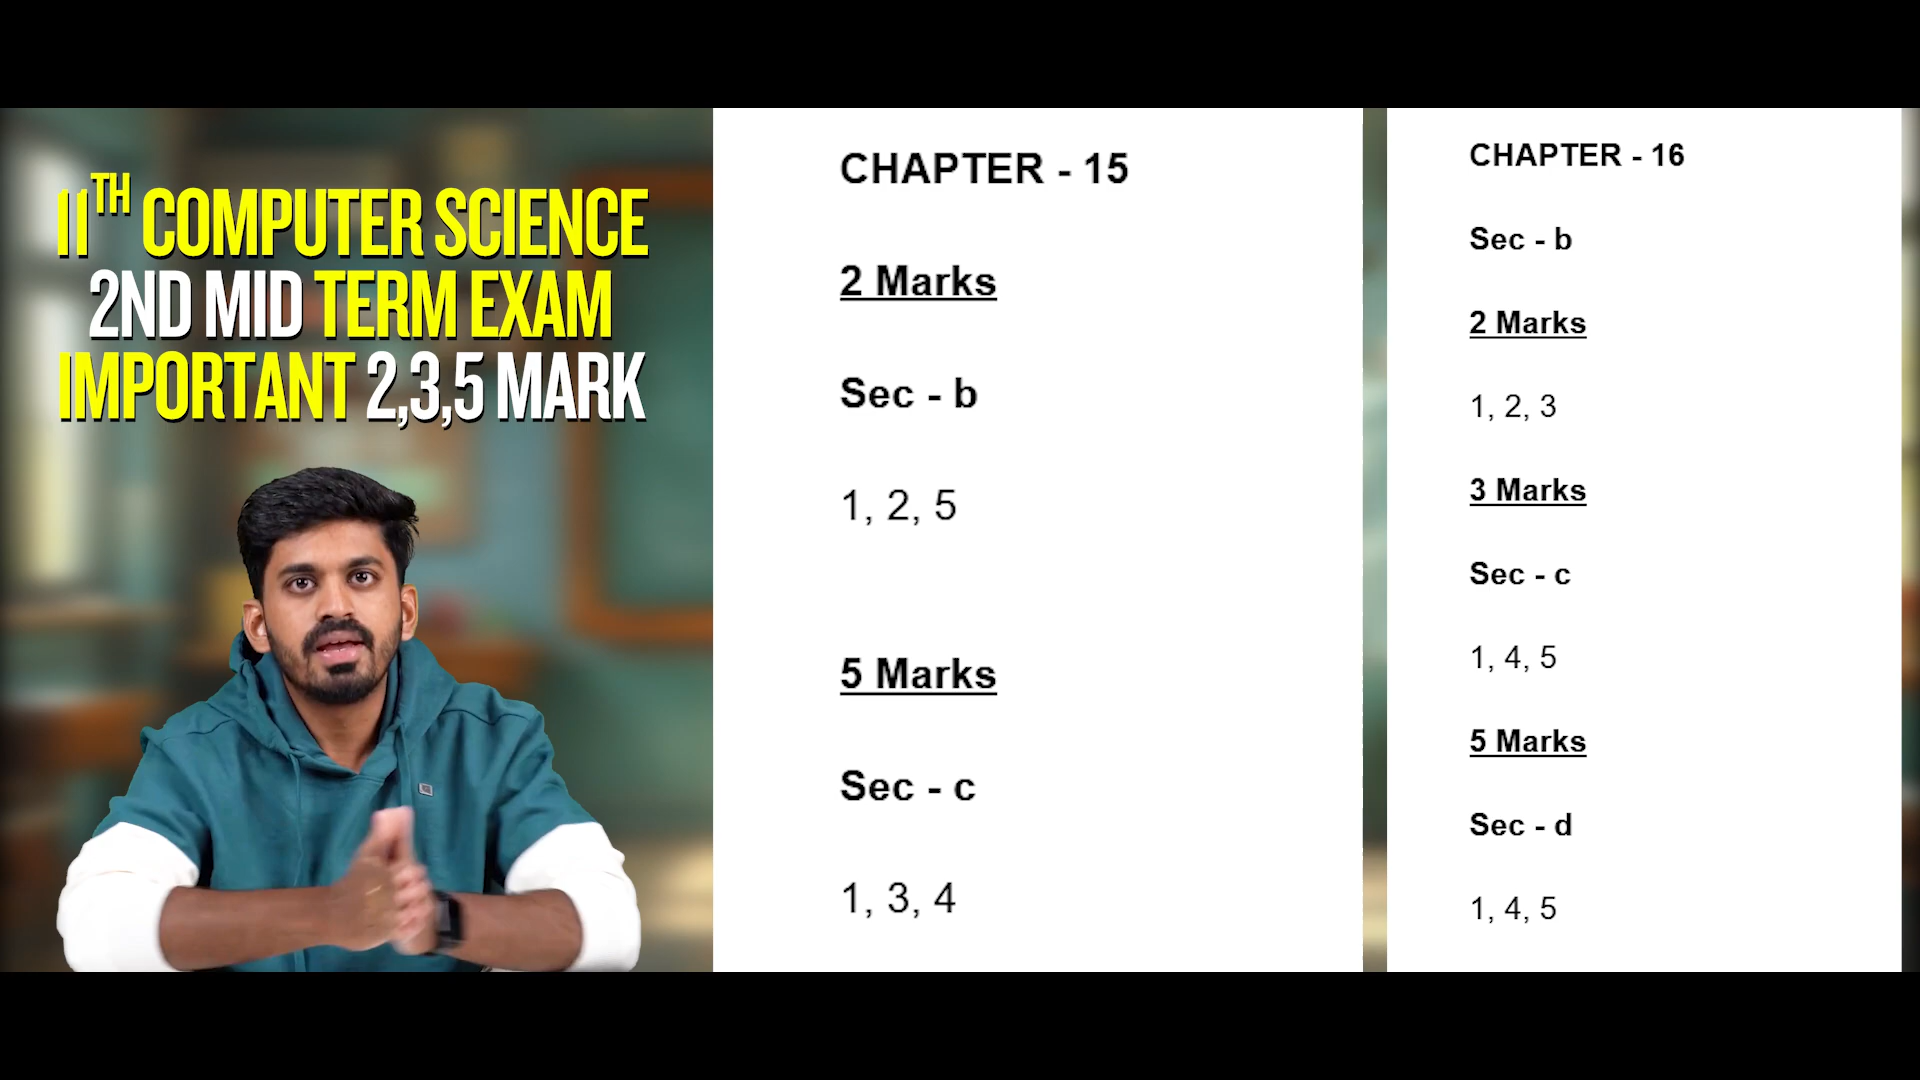 11TH COMPUTER SCIENCE
2ND MID TERM EXAM
IMPORTANT 2,3,5 MARK
CHAPTER - 15
2 Marks
Sec - b
1, 2, 5
5 Marks
Sec - c
1, 3, 4
CHAPTER - 16
Sec - b
2 Marks
1, 2, 3
3 Marks
Sec - c
1, 4, 5
5 Marks
Sec - d
1, 4, 5